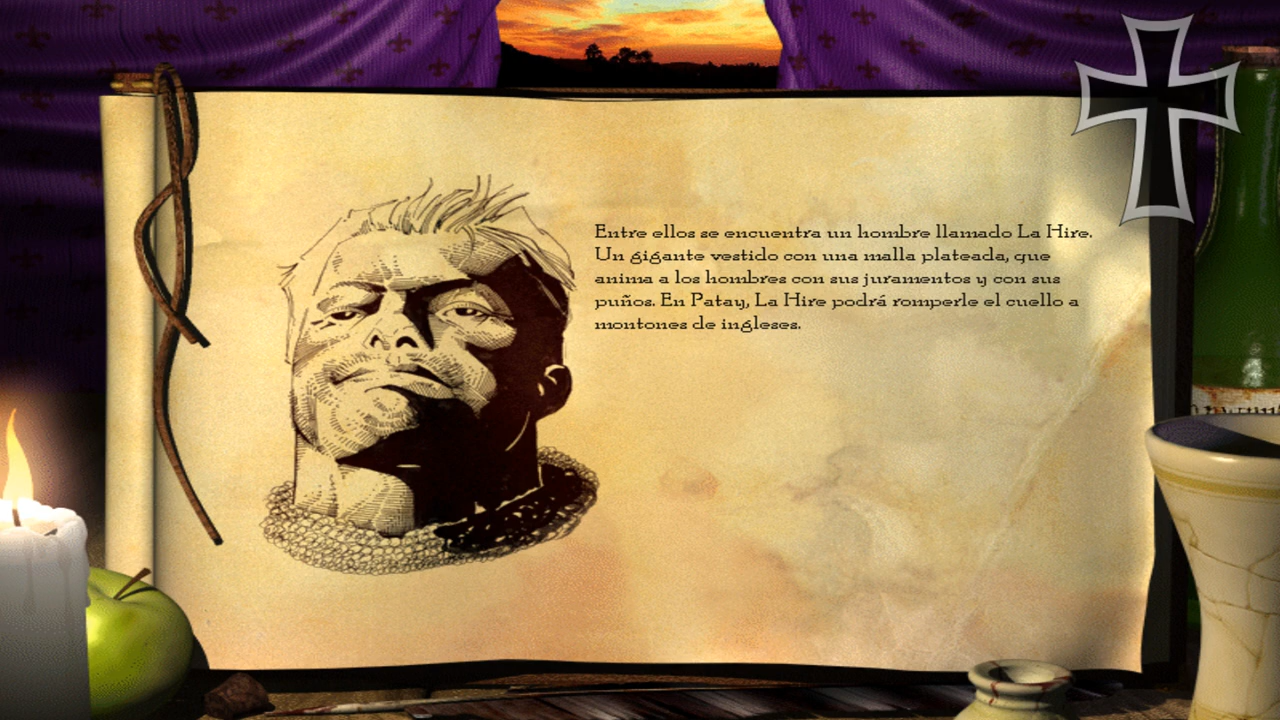 Entre ellos se encuentra un hombre llamado La Hire.
Un gigante vestido con una malla plateada, que
anima a los hombres con sus juramentos y con sus
puños. En Patay, La Hire podrá romperle el cuello a
montones de ingleses.